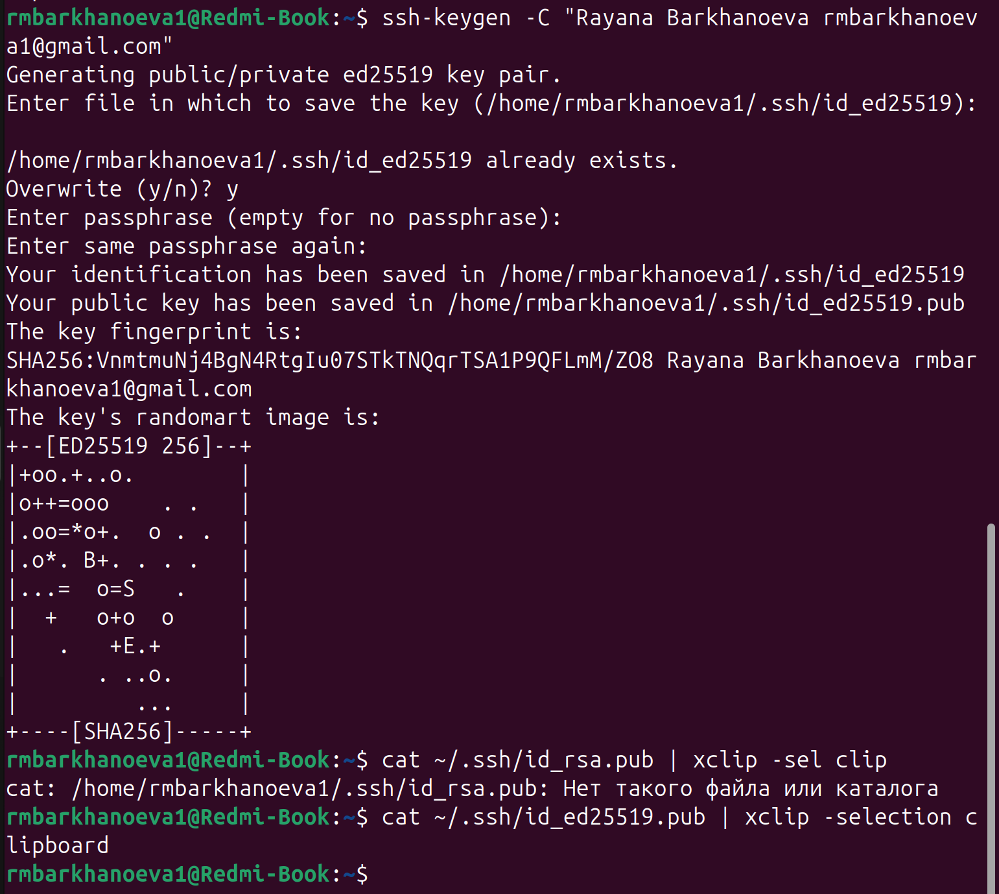 rmbarkhanoeva1@Redmi-Book:~$ ssh-keygen -C "Rayana Barkhanoeva rmbarkhanoev
a1@gmail.com"
Generating public/private ed25519 key pair.
Enter file in which to save the key (/home/rmbarkhanoeva1/.ssh/id_ed25519):
/home/rmbarkhanoeva1/.ssh/id_ed25519 already exists.
Overwrite (y/n)? y
Enter passphrase (empty for no passphrase):
Enter same passphrase again:
Your identification has been saved in /home/rmbarkhanoeva1/.ssh/id_ed25519
Your public key has been saved in /home/rmbarkhanoeva1/.ssh/id_ed25519.pub
The key fingerprint is:
SHA256:VnmtmuNj4BgN4RtgIu07STkTNQqrTSA1P9QFLmM/ZO8 Rayana Barkhanoeva rmbar
khanoeva1@gmail.com
The key's randomart image is:
+--[ED25519 256]--+
|+oo.+..o.        |
|o++=ooo    . .   |
|.oo=*o+.  o . .  |
|.o*. B+. . . .   |
|...=  o=S   .    |
|  +   o+o  o     |
|   .   +E.+      |
|      . ..o.     |
|         ...     |
+----[SHA256]-----+
rmbarkhanoeva1@Redmi-Book:~$ cat ~/.ssh/id_rsa.pub | xclip -sel clip
cat: /home/rmbarkhanoeva1/.ssh/id_rsa.pub: Нет такого файла или каталога
rmbarkhanoeva1@Redmi-Book:~$ cat ~/.ssh/id_ed25519.pub | xclip -selection c
lipboard
rmbarkhanoeva1@Redmi-Book:~$